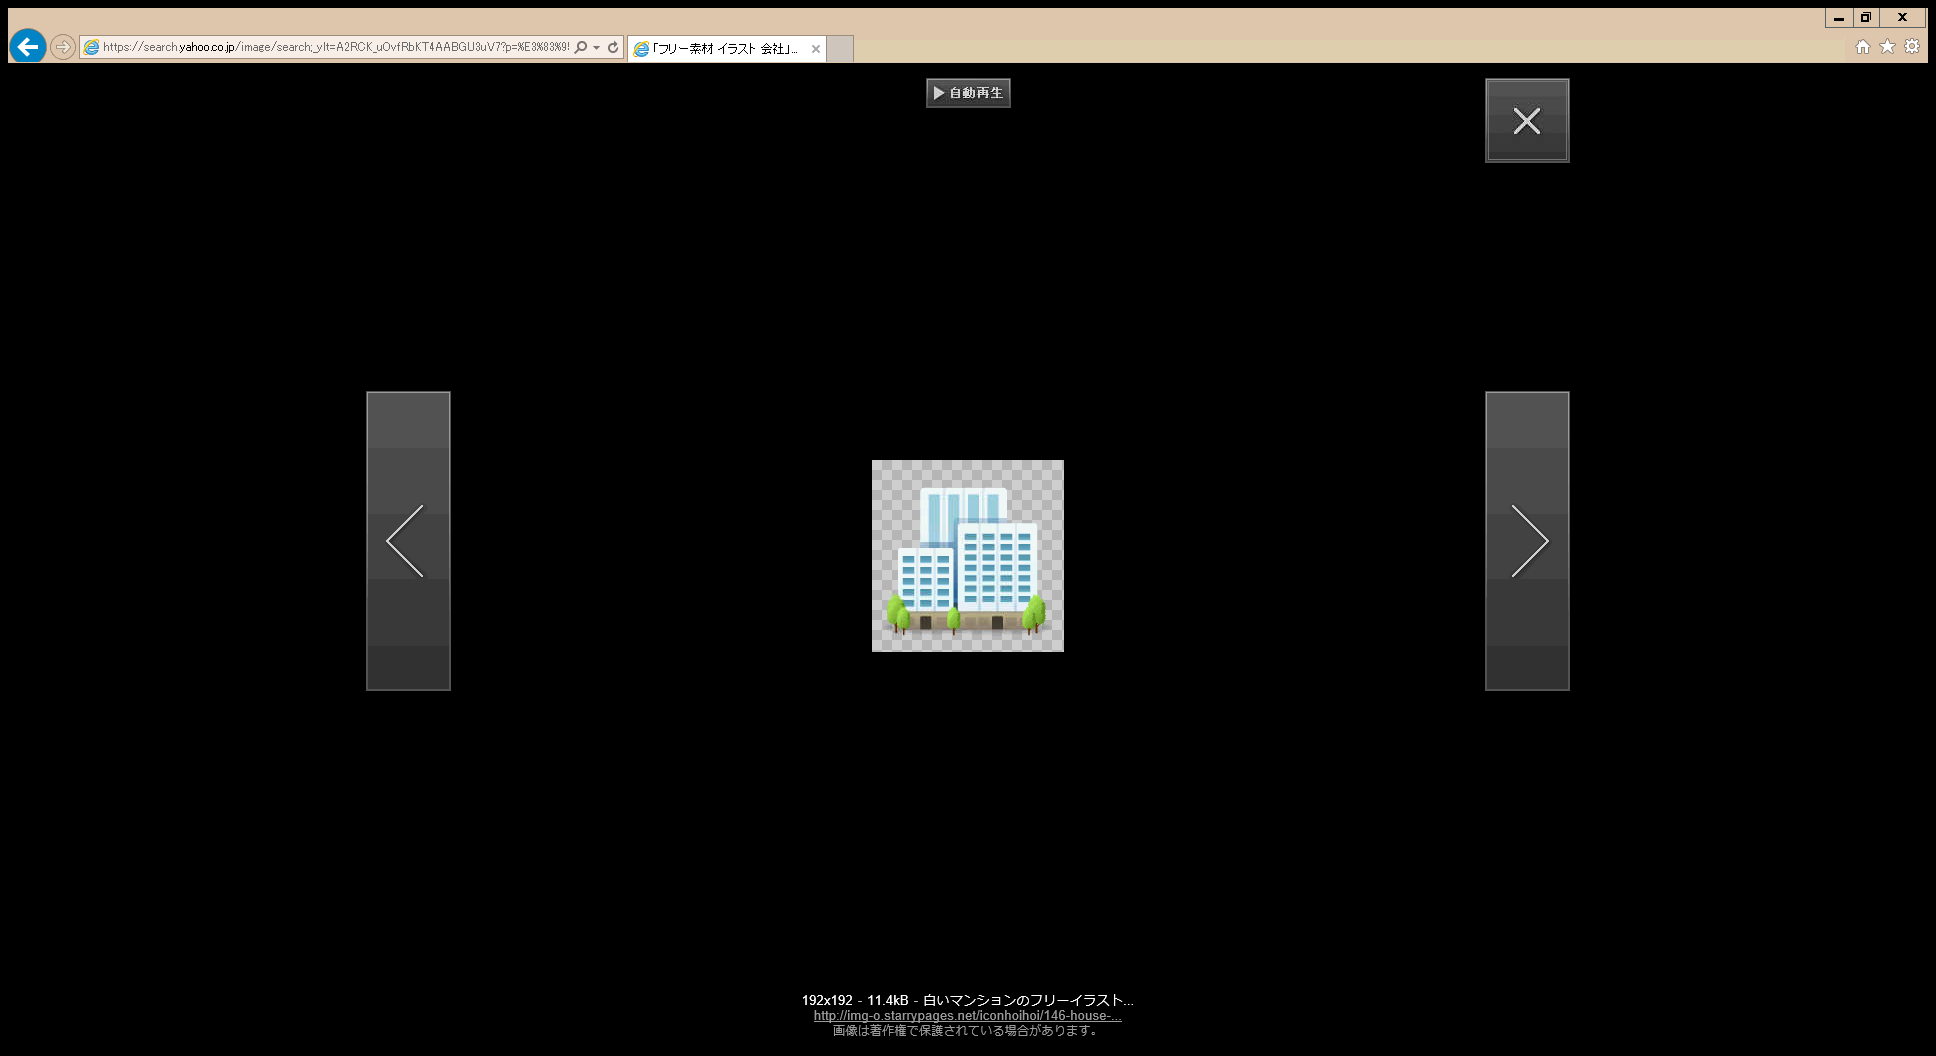 https://search.yahoo.co.jp/image/search;_ylt=A2RCK_uOvfRbKT4AABGU3uV7?p=%E3%83%9
「フリー素材 イラスト 会社」...
自動再生
192x192 - 11.4kB - 白いマンションのフリーイラスト...
http://img-o.starrypages.net/iconhoihoi/146-house-...
画像は著作権で保護されている場合があります。